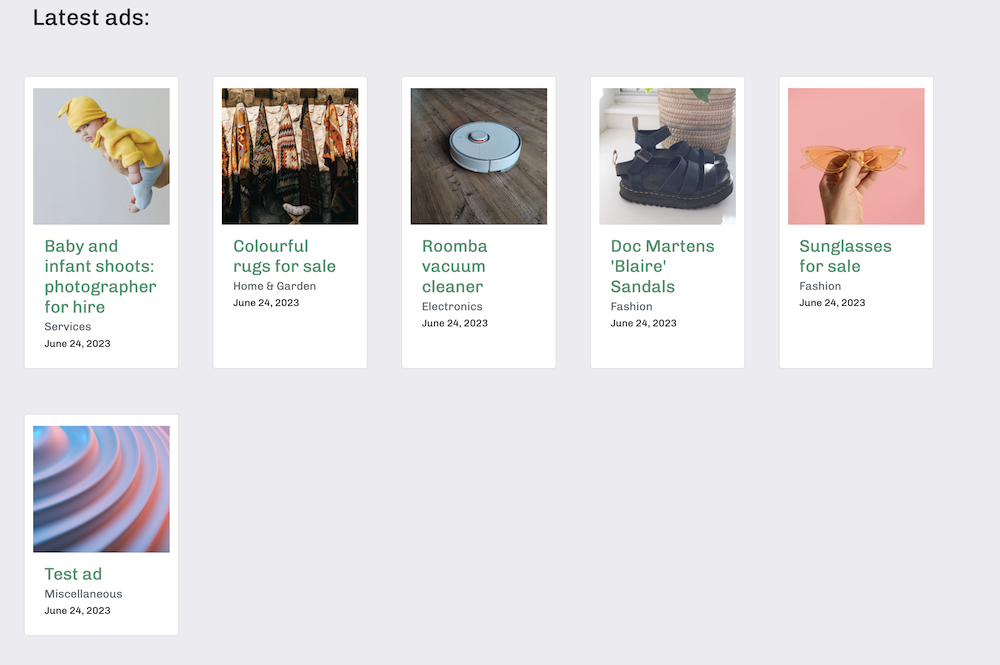 Latest ads:
Baby and
infant shoots:
photographer
for hire
Services
June 24, 2023
Colourful
rugs for sale
Home & Garden
June 24, 2023
Roomba
vacuum
cleaner
Electronics
June 24, 2023
Doc Martens
'Blaire'
Sandals
Fashion
June 24, 2023
Sunglasses
for sale
Fashion
June 24, 2023
Test ad
Miscellaneous
June 24, 2023